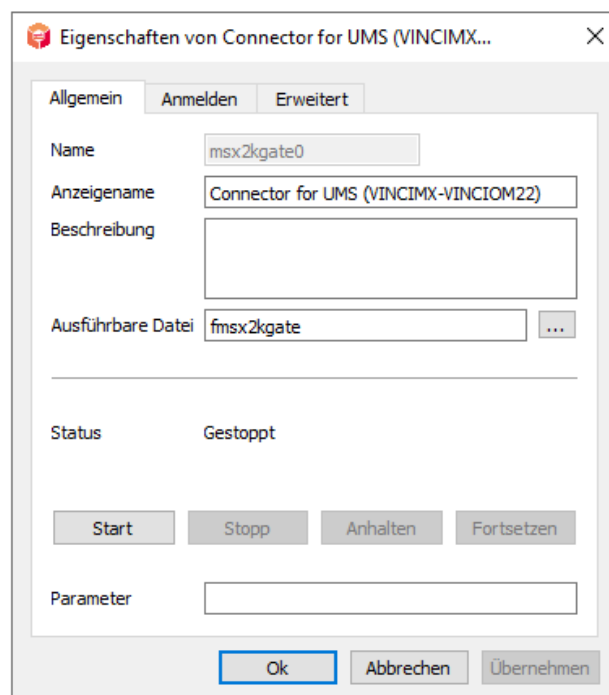 Eigenschaften von Connector for UMS (VINCIMX...
Allgemein Anmelden Erweitert
Name msx2kgate0
Anzeigename Connector for UMS (VINCIMX-VINCIOM22)
Beschreibung
Ausführbare Datei fmsx2kgate ...
Status Gestoppt
Start Stopp Anhalten Fortsetzen
Parameter
Ok Abbrechen Übernehmen